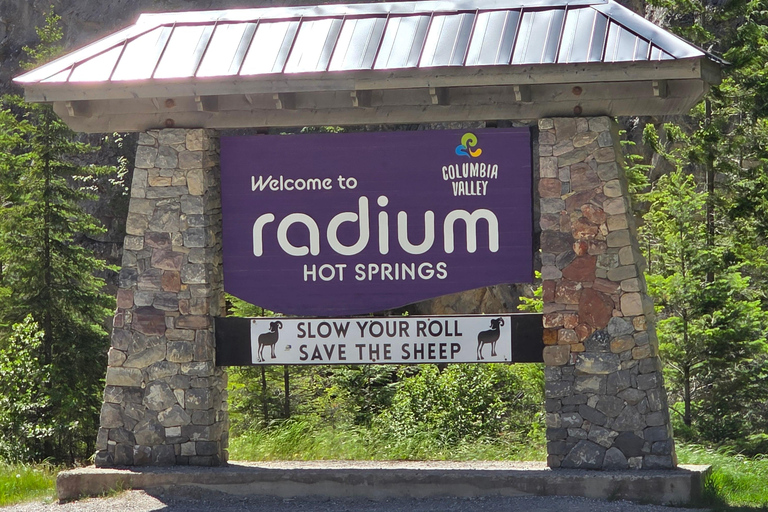 COLUMBIA
VALLEY
Welcome to
radium
HOT SPRINGS
SLOW YOUR ROLL
SAVE THE SHEEP